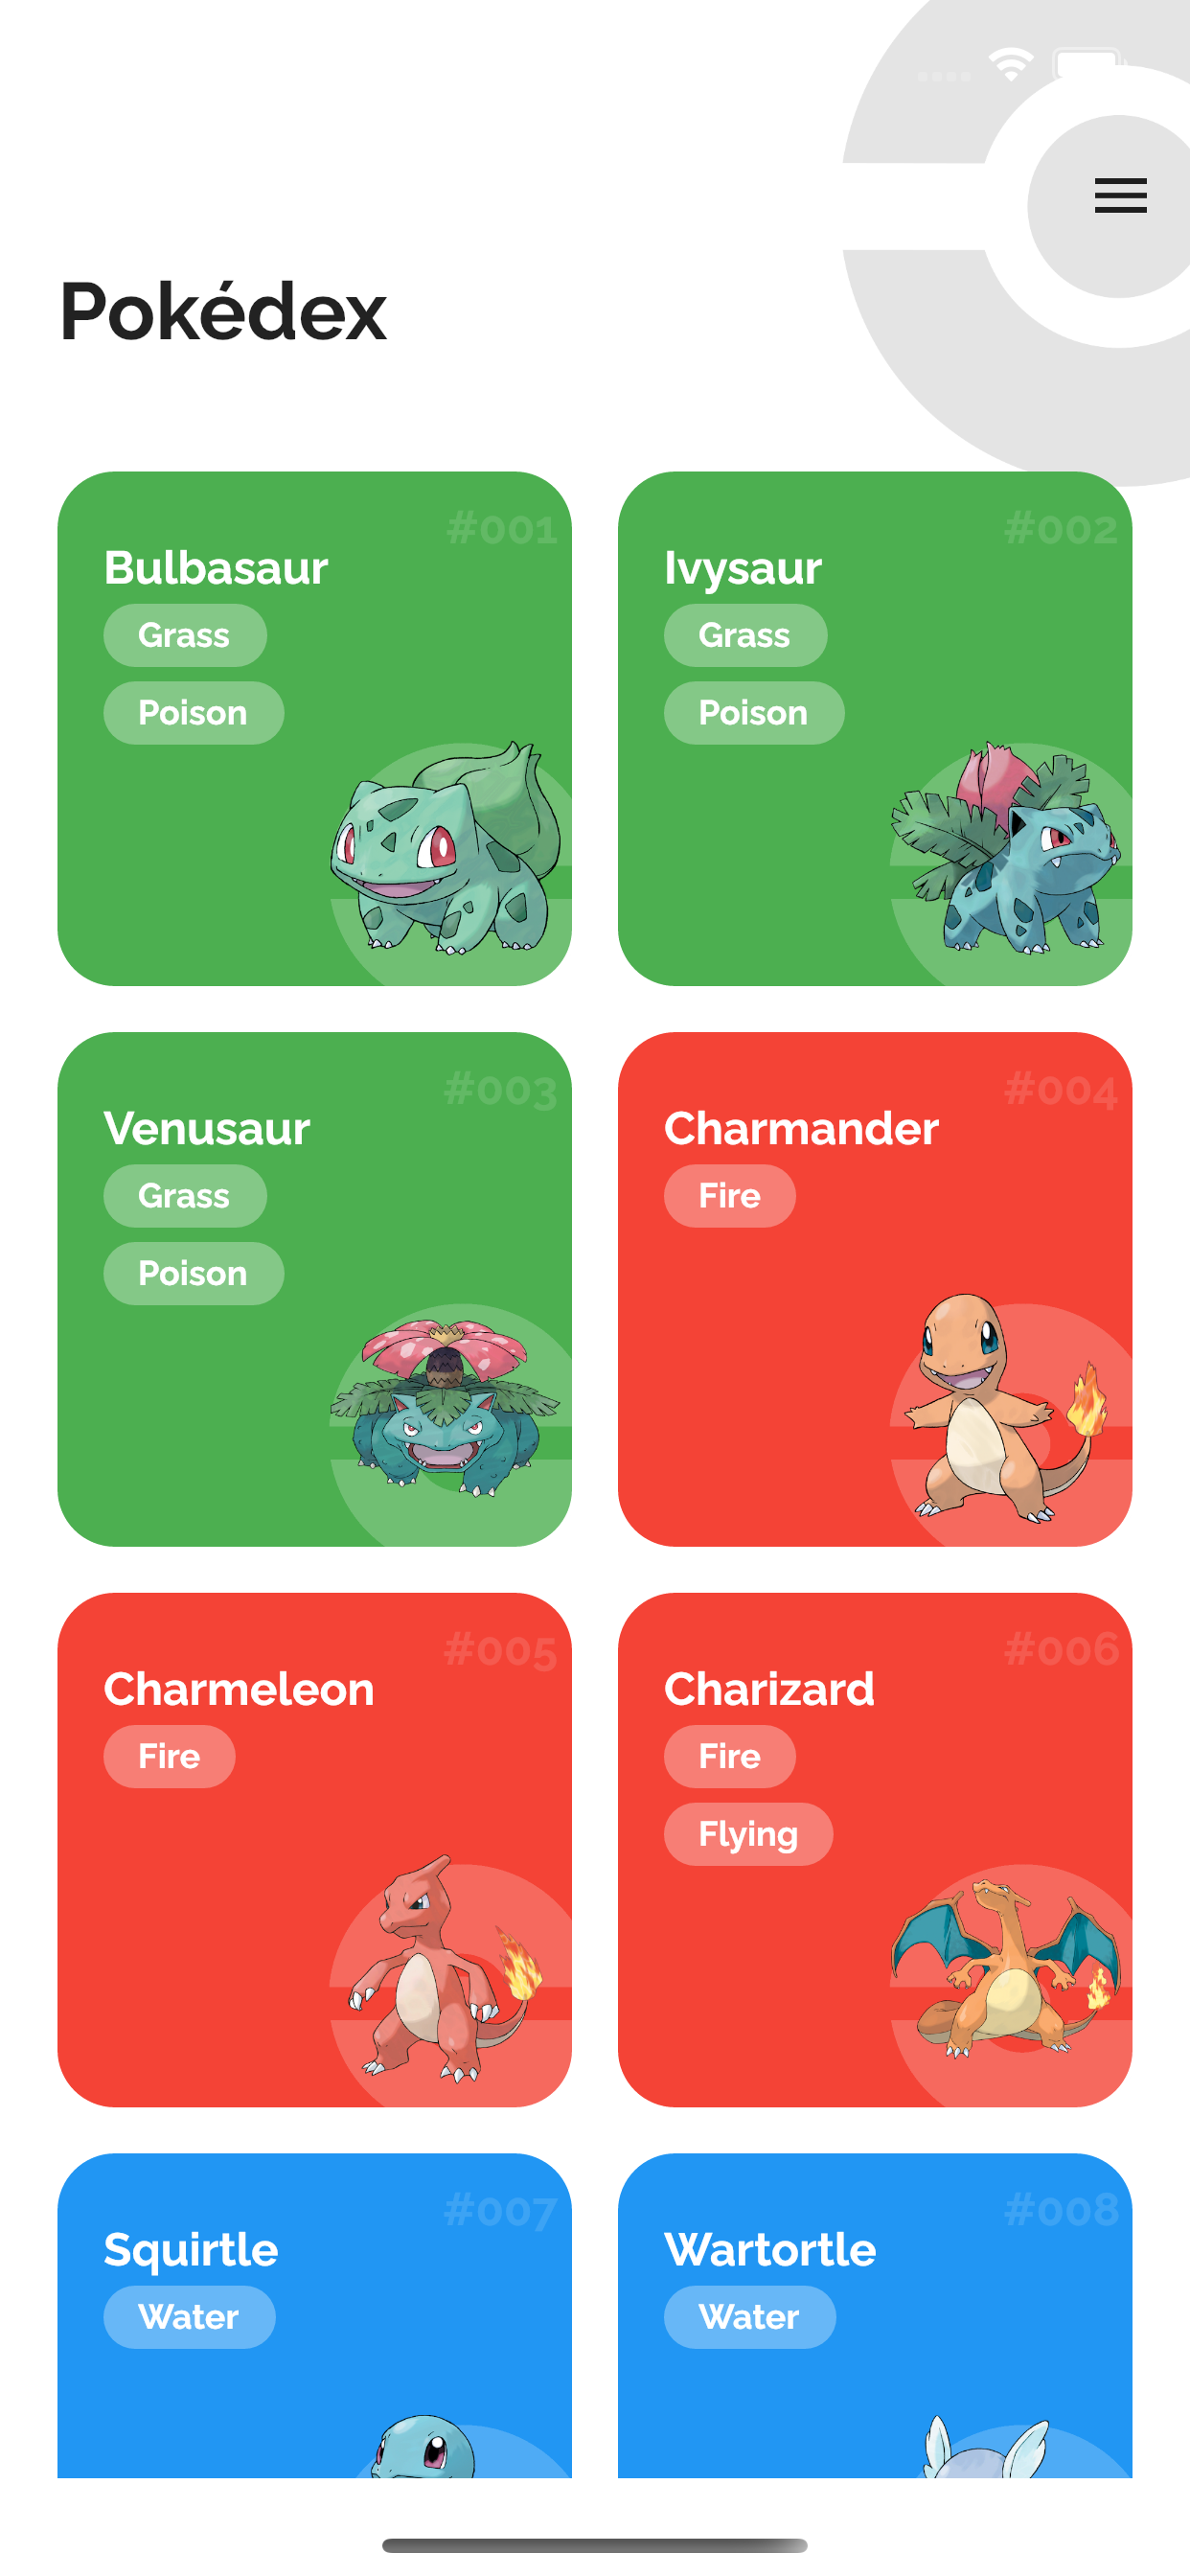 Pokédex
#001
Bulbasaur
Grass
Poison
#002
Ivysaur
Grass
Poison
#003
Venusaur
Grass
Poison
#004
Charmander
Fire
#005
Charmeleon
Fire
#006
Charizard
Fire
Flying
#007
Squirtle
Water
#008
Wartortle
Water